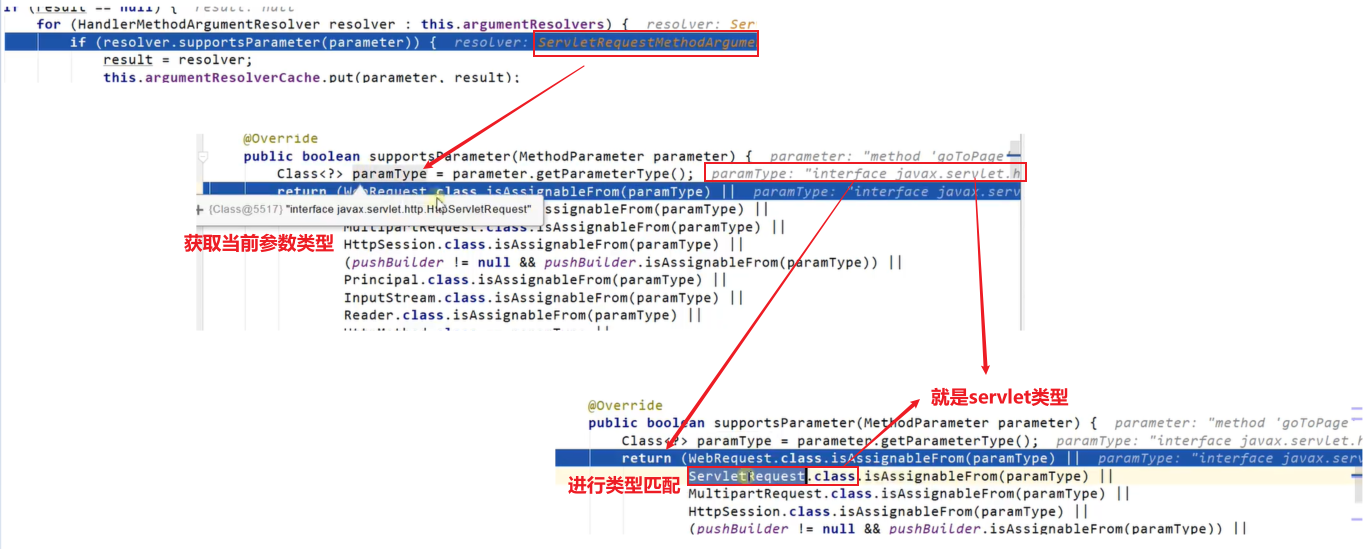 if (result == null) { result: null
for (HandlerMethodArgumentResolver resolver : this.argumentResolvers) { resolver: Ser
if (resolver.supportsParameter(parameter)) { resolver: ServletRequestMethodArgume
result = resolver;
this.argumentResolverCache.put(parameter, result);
@Override
public boolean supportsParameter(MethodParameter parameter) { parameter: "method 'goToPage'
Class<?> paramType = parameter.getParameterType(); paramType: "interface javax.servlet.h
return (WebRequest.class.isAssignableFrom(paramType) || paramType: "interface javax.serv
+ {Class@5517} "interface javax.servlet.http.HttpServletRequest"
ssignableFrom(paramType) ||
获取当前参数类型
MultipartRequest.class.isAssignableFrom(paramType) ||
HttpSession.class.isAssignableFrom(paramType) ||
(pushBuilder != null && pushBuilder.isAssignableFrom(paramType)) ||
Principal.class.isAssignableFrom(paramType) ||
InputStream.class.isAssignableFrom(paramType) ||
Reader.class.isAssignableFrom(paramType) ||
就是servlet类型
@Override
public boolean supportsParameter(MethodParameter parameter) { parameter: "method 'goToPage'
Class<?> paramType = parameter.getParameterType(); paramType: "interface javax.servlet.h
return (WebRequest.class.isAssignableFrom(paramType) || paramType: "interface javax.serv
ServletRequest.class.isAssignableFrom(paramType) ||
进行类型匹配
MultipartRequest.class.isAssignableFrom(paramType) ||
HttpSession.class.isAssignableFrom(paramType) ||
(pushBuilder != null && pushBuilder.isAssignableFrom(paramType)) ||